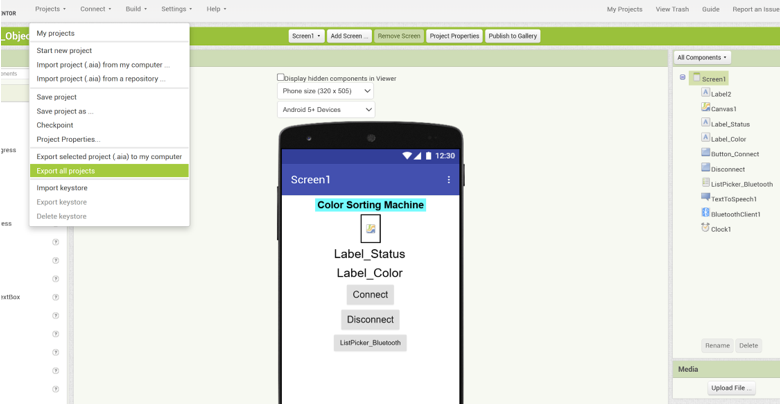 Projects Connect Build Settings Help My Projects View Trash Guide Report an Issue
NTOR
_Objec
My projects
Start new project
Import project (.aia) from my computer ...
Import project (.aia) from a repository ...
Save project
Save project as ...
Checkpoint
Project Properties...
Export selected project (.aia) to my computer
Export all projects
Import keystore
Export keystore
Delete keystore
onents
gress
ress
extBox
? ? ? ? ? ? ? ? ?
Screen1 Add Screen ... Remove Screen Project Properties Publish to Gallery
Display hidden components in Viewer
Phone size (320 x 505)
Android 5+ Devices
12:30
Screen1
Color Sorting Machine
Label_Status
Label_Color
Connect
Disconnect
ListPicker_Bluetooth
All Components
Screen1
A Label2
Canvas1
A Label_Status
A Label_Color
Button_Connect
Disconnect
ListPicker_Bluetooth
TextToSpeech1
BluetoothClient1
Clock1
Rename Delete
Media
Upload File ...